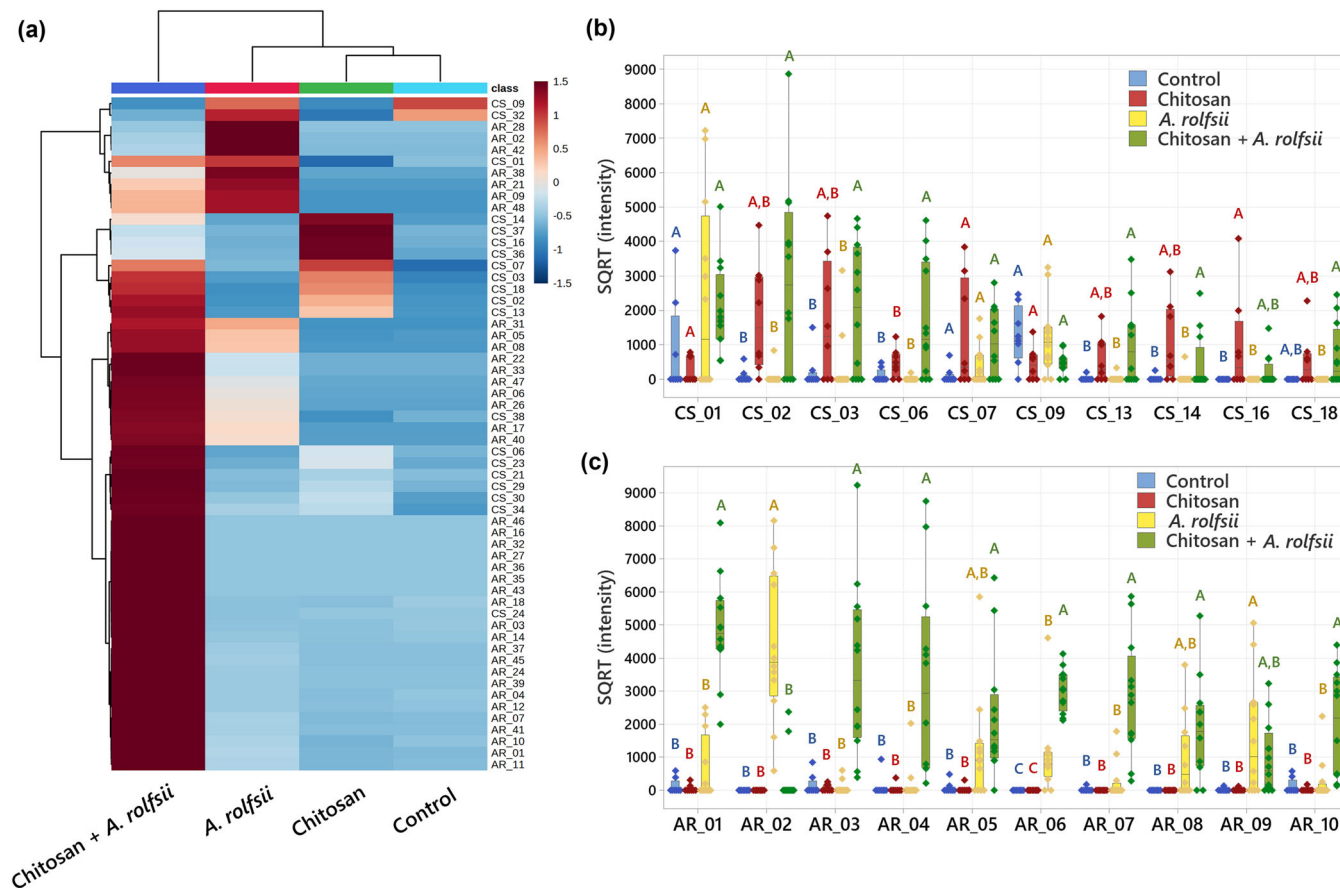 (a)
class
CS_09
CS_32
AR_28
AR_02
AR_42
CS_01
AR_38
AR_21
AR_09
AR_48
CS_14
CS_37
CS_16
CS_36
CS_07
CS_03
CS_18
CS_02
CS_13
AR_31
AR_05
AR_08
AR_22
AR_33
AR_47
AR_06
AR_26
CS_38
AR_17
AR_40
CS_06
CS_23
CS_21
CS_29
CS_30
CS_34
AR_46
AR_16
AR_32
AR_27
AR_36
AR_35
AR_43
AR_18
CS_24
AR_03
AR_14
AR_37
AR_45
AR_24
AR_39
AR_04
AR_12
AR_07
AR_41
AR_10
AR_01
AR_11
1.5
1
0.5
0
-0.5
-1
-1.5
Chitosan + A. rolfsii
A. rolfsii
Chitosan
Control
(b)
SQRT (intensity)
9000
8000
7000
6000
5000
4000
3000
2000
1000
0
Control
Chitosan
A. rolfsii
Chitosan + A. rolfsii
A A A A
B A,B B A
B A,B B A
B B B A
B A A A
A A A A
B A,B B A
B A,B B A
B A B A,B
A,B A,B B A
CS_01 CS_02 CS_03 CS_06 CS_07 CS_09 CS_13 CS_14 CS_16 CS_18
(c)
SQRT (intensity)
9000
8000
7000
6000
5000
4000
3000
2000
1000
0
Control
Chitosan
A. rolfsii
Chitosan + A. rolfsii
B B B A
B B A B
B B B A
B B B A
B B A,B A
C C B A
B B B A
B B A,B A
B B A A,B
B B B A
AR_01 AR_02 AR_03 AR_04 AR_05 AR_06 AR_07 AR_08 AR_09 AR_10